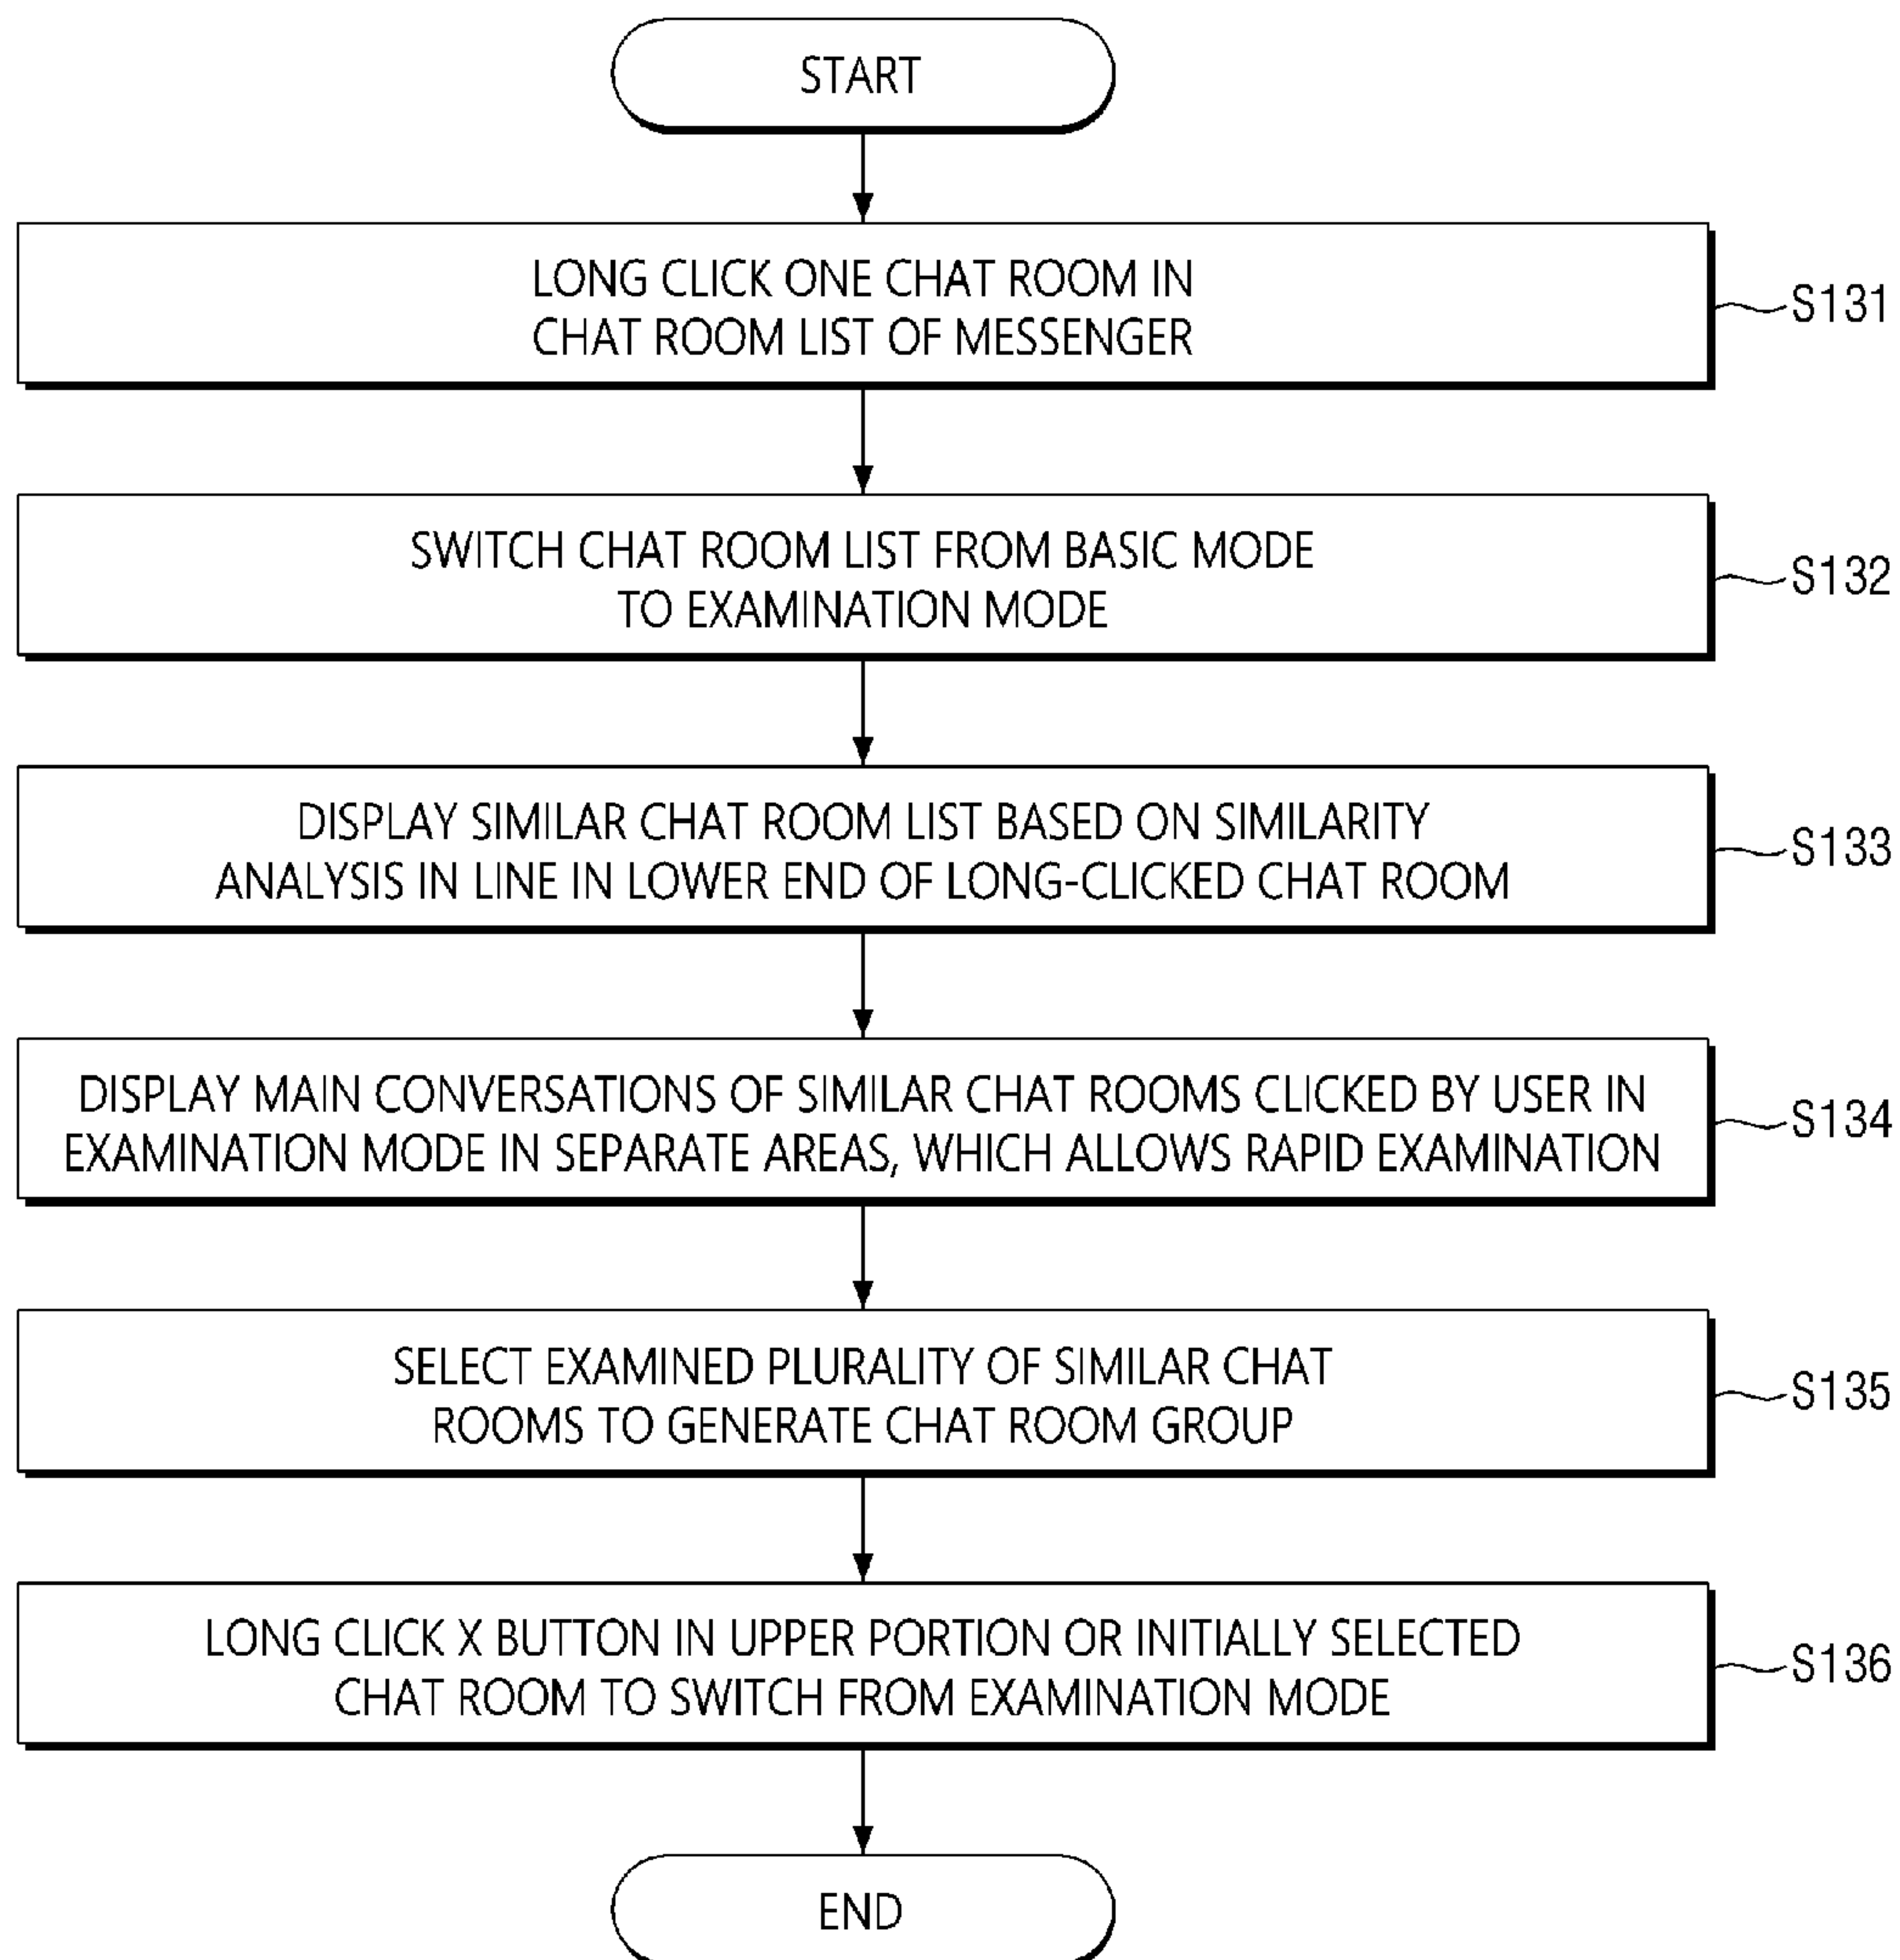 START
LONG CLICK ONE CHAT ROOM IN
CHAT ROOM LIST OF MESSENGER
S131
SWITCH CHAT ROOM LIST FROM BASIC MODE
TO EXAMINATION MODE
S132
DISPLAY SIMILAR CHAT ROOM LIST BASED ON SIMILARITY
ANALYSIS IN LINE IN LOWER END OF LONG-CLICKED CHAT ROOM
S133
DISPLAY MAIN CONVERSATIONS OF SIMILAR CHAT ROOMS CLICKED BY USER IN
EXAMINATION MODE IN SEPARATE AREAS, WHICH ALLOWS RAPID EXAMINATION
S134
SELECT EXAMINED PLURALITY OF SIMILAR CHAT
ROOMS TO GENERATE CHAT ROOM GROUP
S135
LONG CLICK X BUTTON IN UPPER PORTION OR INITIALLY SELECTED
CHAT ROOM TO SWITCH FROM EXAMINATION MODE
S136
END